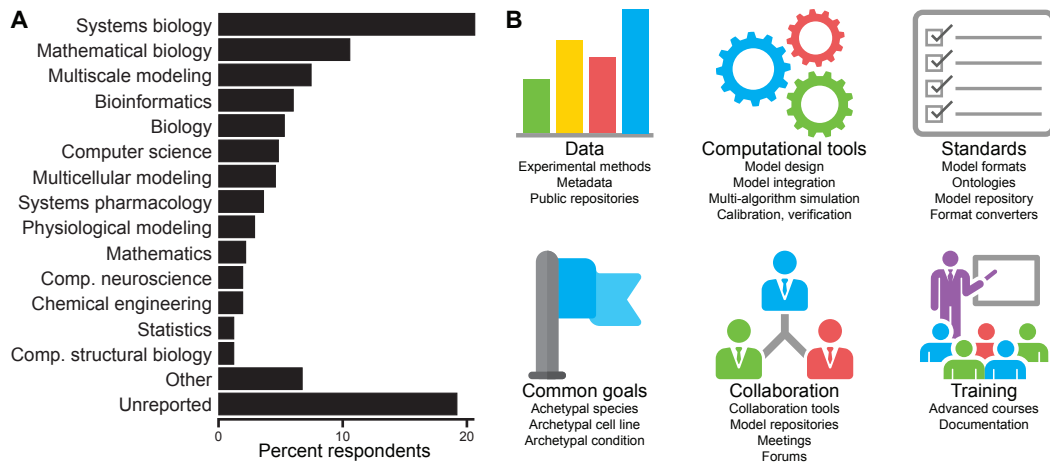 A
Systems biology
Mathematical biology
Multiscale modeling
Bioinformatics
Biology
Computer science
Multicellular modeling
Systems pharmacology
Physiological modeling
Mathematics
Comp. neuroscience
Chemical engineering
Statistics
Comp. structural biology
Other
Unreported
0
10
20
Percent respondents
B
Data
Experimental methods
Metadata
Public repositories
Computational tools
Model design
Model integration
Multi-algorithm simulation
Calibration, verification
Standards
Model formats
Ontologies
Model repository
Format converters
Common goals
Achetypal species
Archetypal cell line
Archetypal condition
Collaboration
Collaboration tools
Model repositories
Meetings
Forums
Training
Advanced courses
Documentation